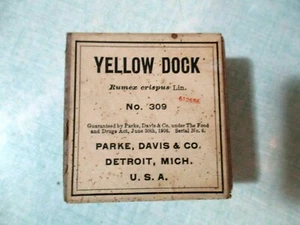 YELLOW DOCK
Rumex crispus Lin.
No. 309
Guaranteed by Parke, Davis & Co. under The Food
and Drugs Act, June 30th, 1906. Serial No. 6.
PARKE, DAVIS & CO.
DETROIT, MICH.
U. S. A.